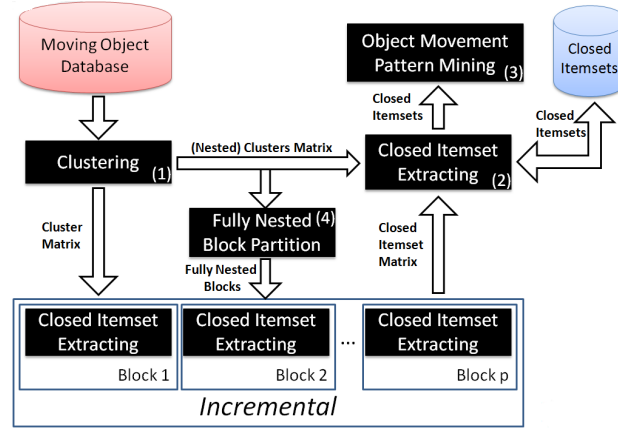 Moving Object
Database
Object Movement
Pattern Mining (3)
Closed
Itemsets
Closed
Itemsets
Closed
Itemsets
(Nested) Clusters Matrix
Clustering (1)
Closed Itemset
Extracting (2)
Fully Nested (4)
Block Partition
Cluster
Matrix
Closed
Itemset
Matrix
Fully Nested
Blocks
Closed Itemset
Extracting
Block 1
Closed Itemset
Extracting
Block 2
...
Closed Itemset
Extracting
Block p
Incremental